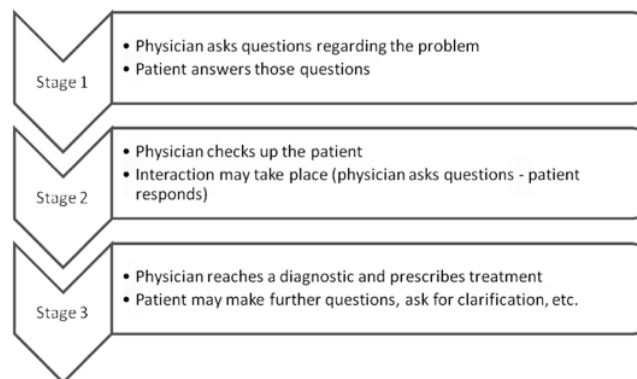 Stage 1
• Physician asks questions regarding the problem
• Patient answers those questions
Stage 2
• Physician checks up the patient
• Interaction may take place (physician asks questions - patient
responds)
Stage 3
• Physician reaches a diagnostic and prescribes treatment
• Patient may make further questions, ask for clarification, etc.